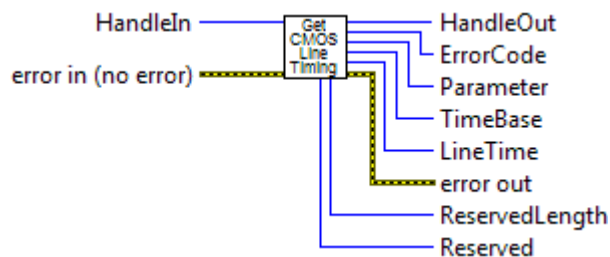 HandleIn
error in (no error)
Get
CMOS
Line
Timing
HandleOut
ErrorCode
Parameter
TimeBase
LineTime
error out
ReservedLength
Reserved